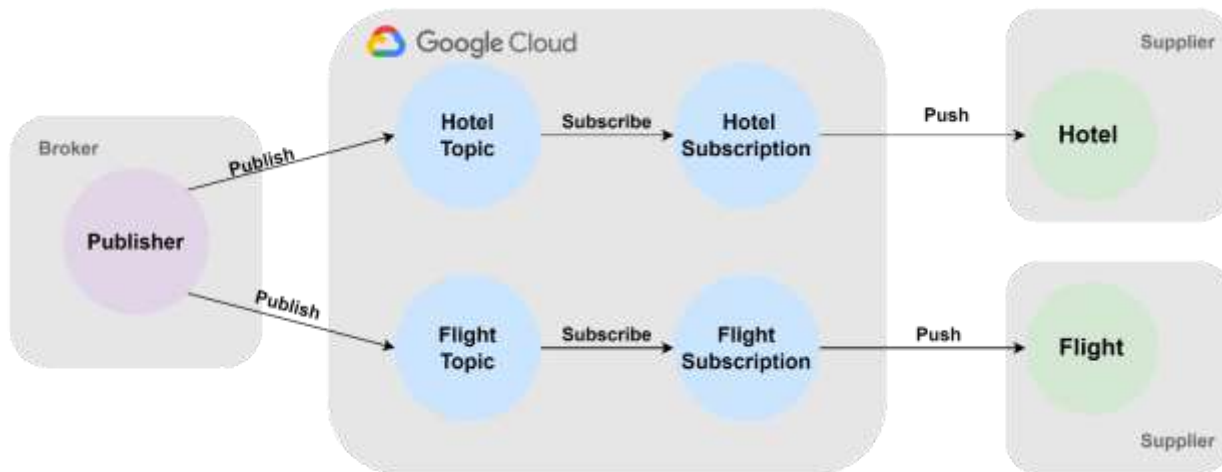 Google Cloud
Supplier
Hotel
Topic
Subscribe
Hotel
Subscription
Push
Hotel
Broker
Publish
Publisher
Publish
Flight
Topic
Subscribe
Flight
Subscription
Push
Flight
Supplier